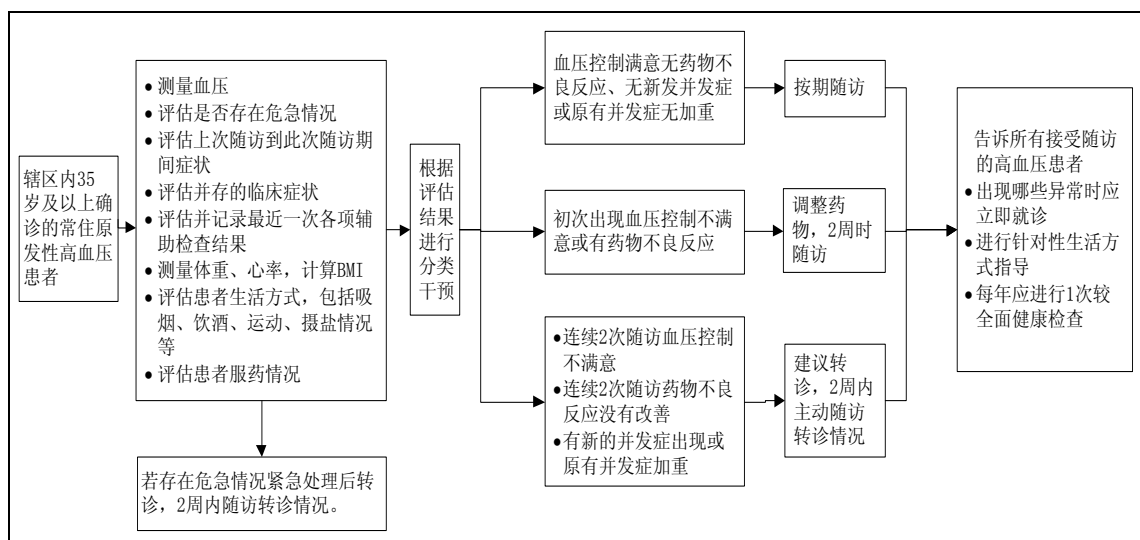 辖区内35
岁及以上确
诊的常住原
发性高血压
患者
●测量血压
●评估是否存在危急情况
●评估上次随访到此次随访期
间症状
●评估并存的临床症状
●评估并记录最近一次各项辅
助检查结果
●测量体重、心率，计算BMI
●评估患者生活方式，包括吸
烟、饮酒、运动、摄盐情况
等
●评估患者服药情况
若存在危急情况紧急处理后转
诊，2周内随访转诊情况。
根据
评估
结果
进行
分类
干预
血压控制满意无药物不
良反应、无新发并发症
或原有并发症无加重
按期随访
初次出现血压控制不满
意或有药物不良反应
调整药
物，2周时
随访
●连续2次随访血压控制
不满意
●连续2次随访药物不良
反应没有改善
●有新的并发症出现或
原有并发症加重
建议转
诊，2周内
主动随访
转诊情况
告诉所有接受随访
的高血压患者
●出现哪些异常时应
立即就诊
●进行针对性生活方
式指导
●每年应进行1次较
全面健康检查